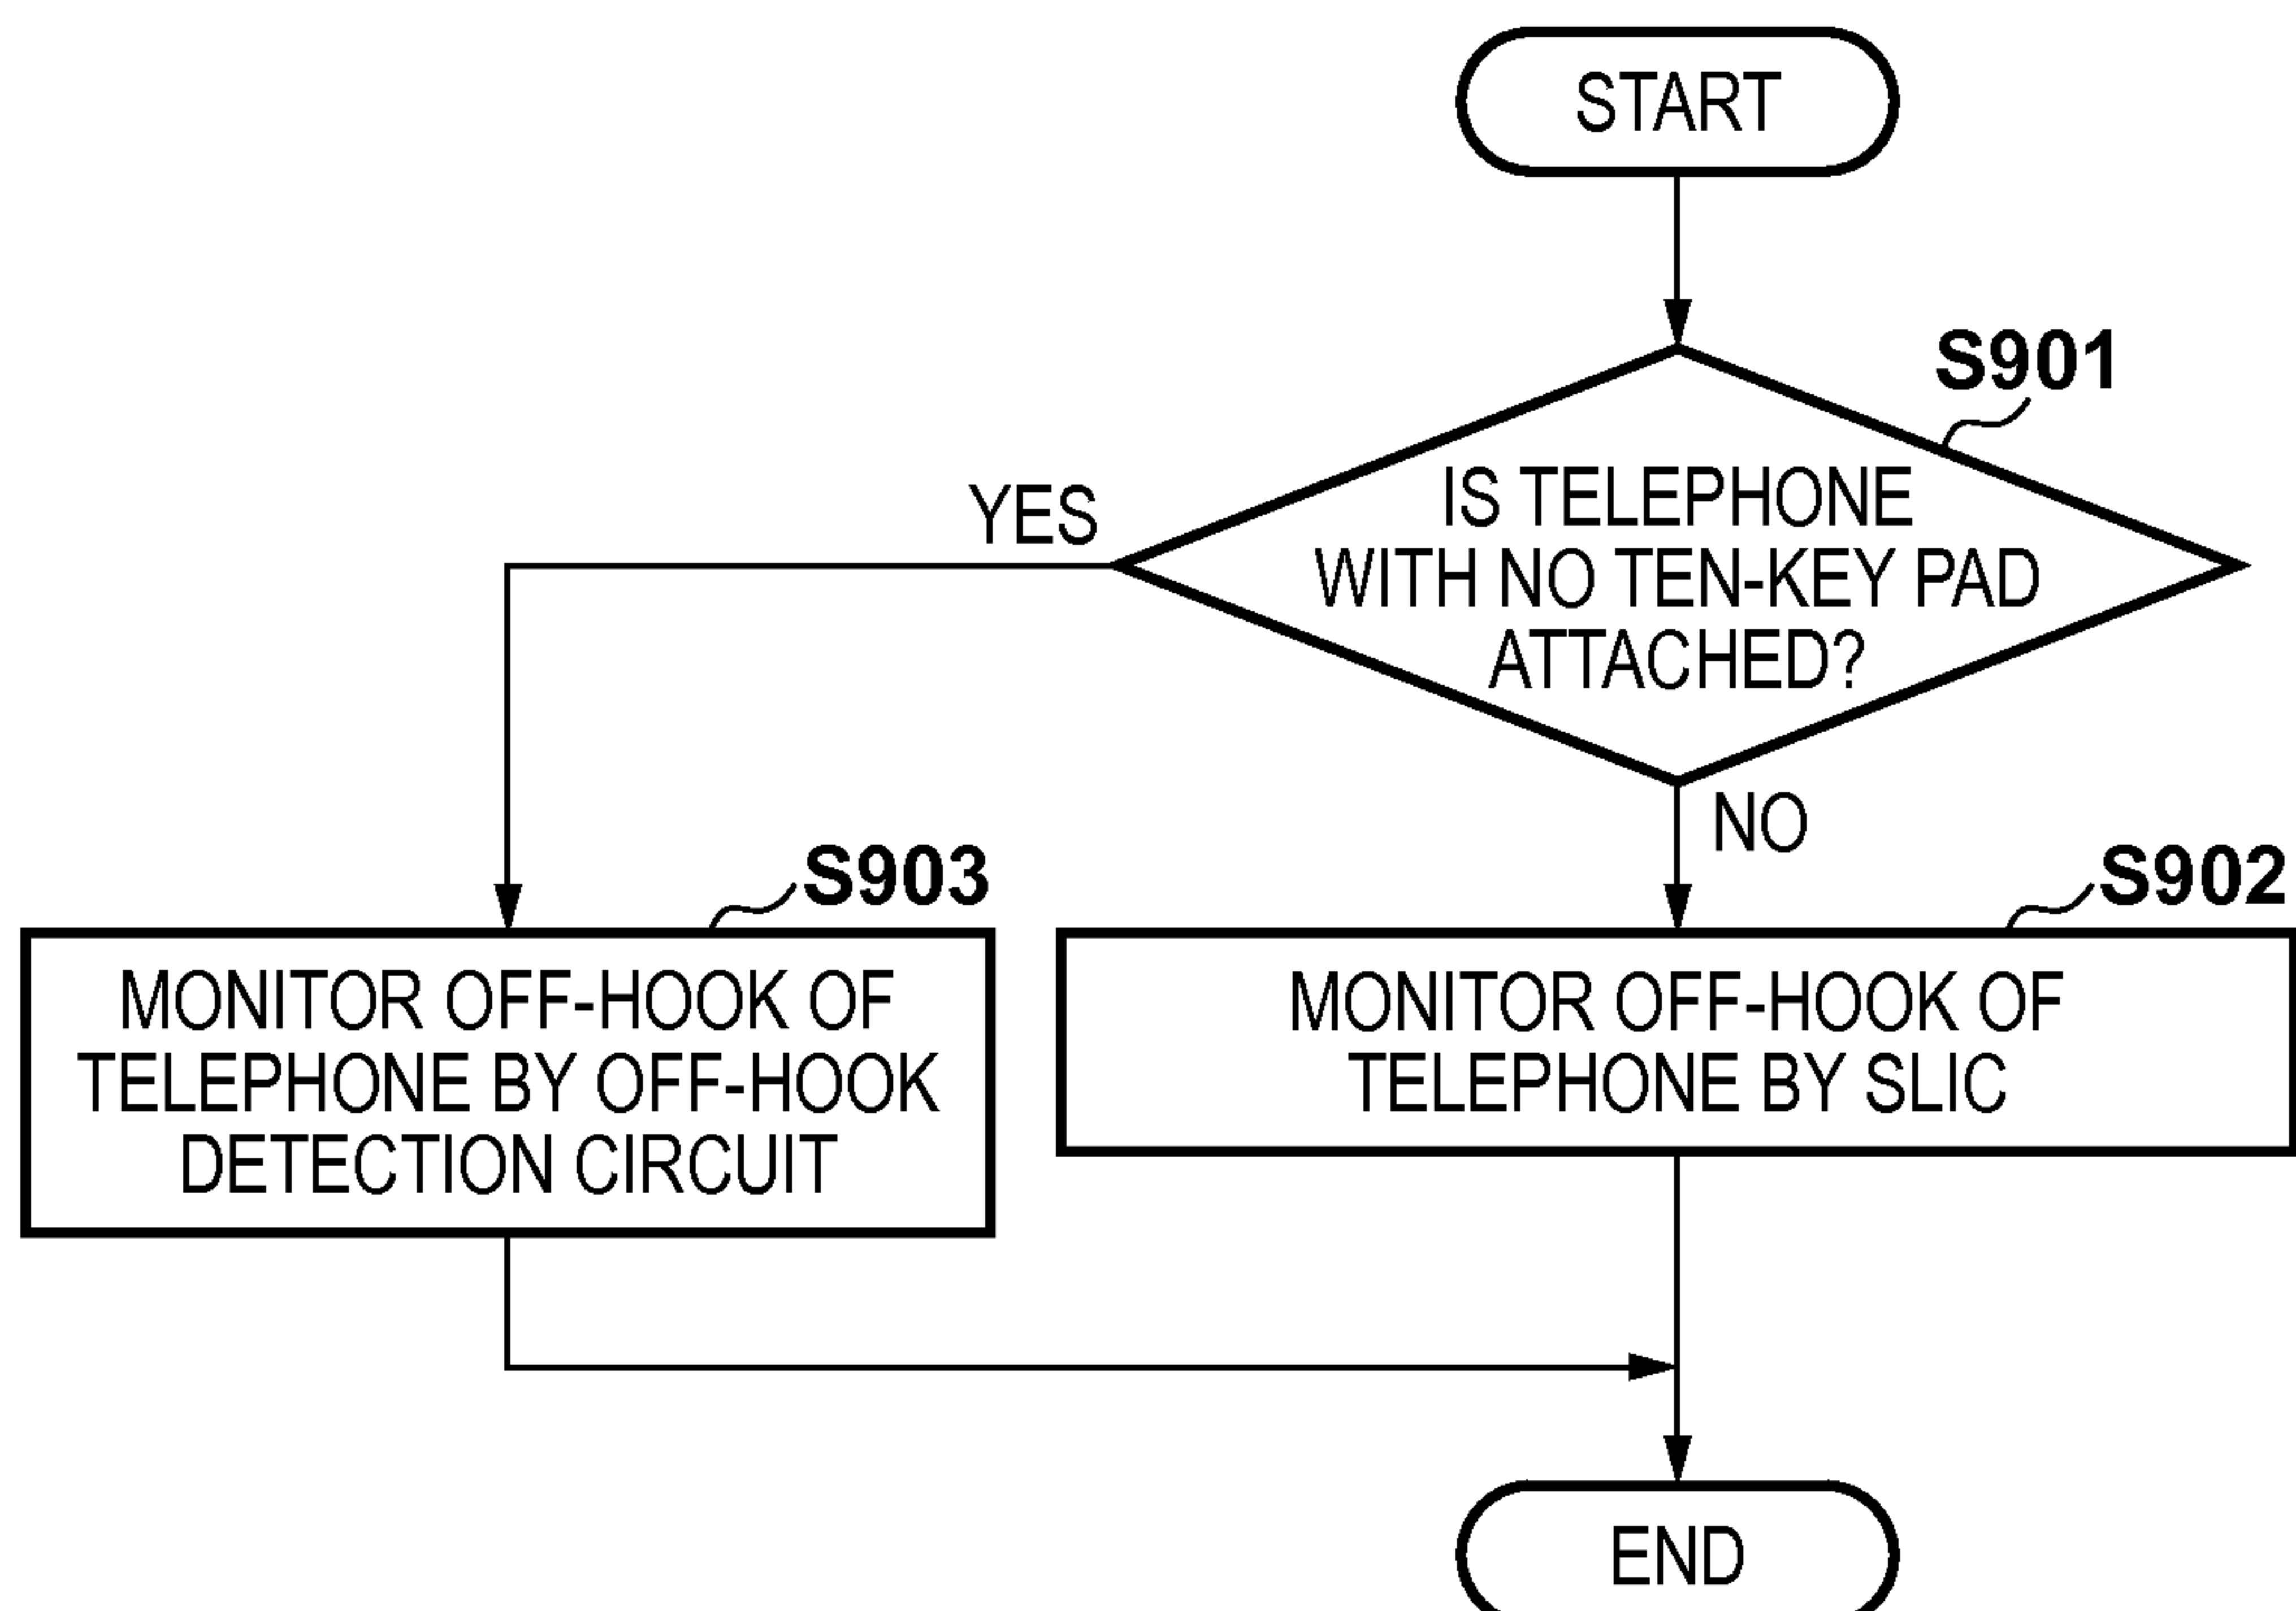 START
S901
IS TELEPHONE
WITH NO TEN-KEY PAD
ATTACHED?
YES
NO
S903
MONITOR OFF-HOOK OF
TELEPHONE BY OFF-HOOK
DETECTION CIRCUIT
S902
MONITOR OFF-HOOK OF
TELEPHONE BY SLIC
END